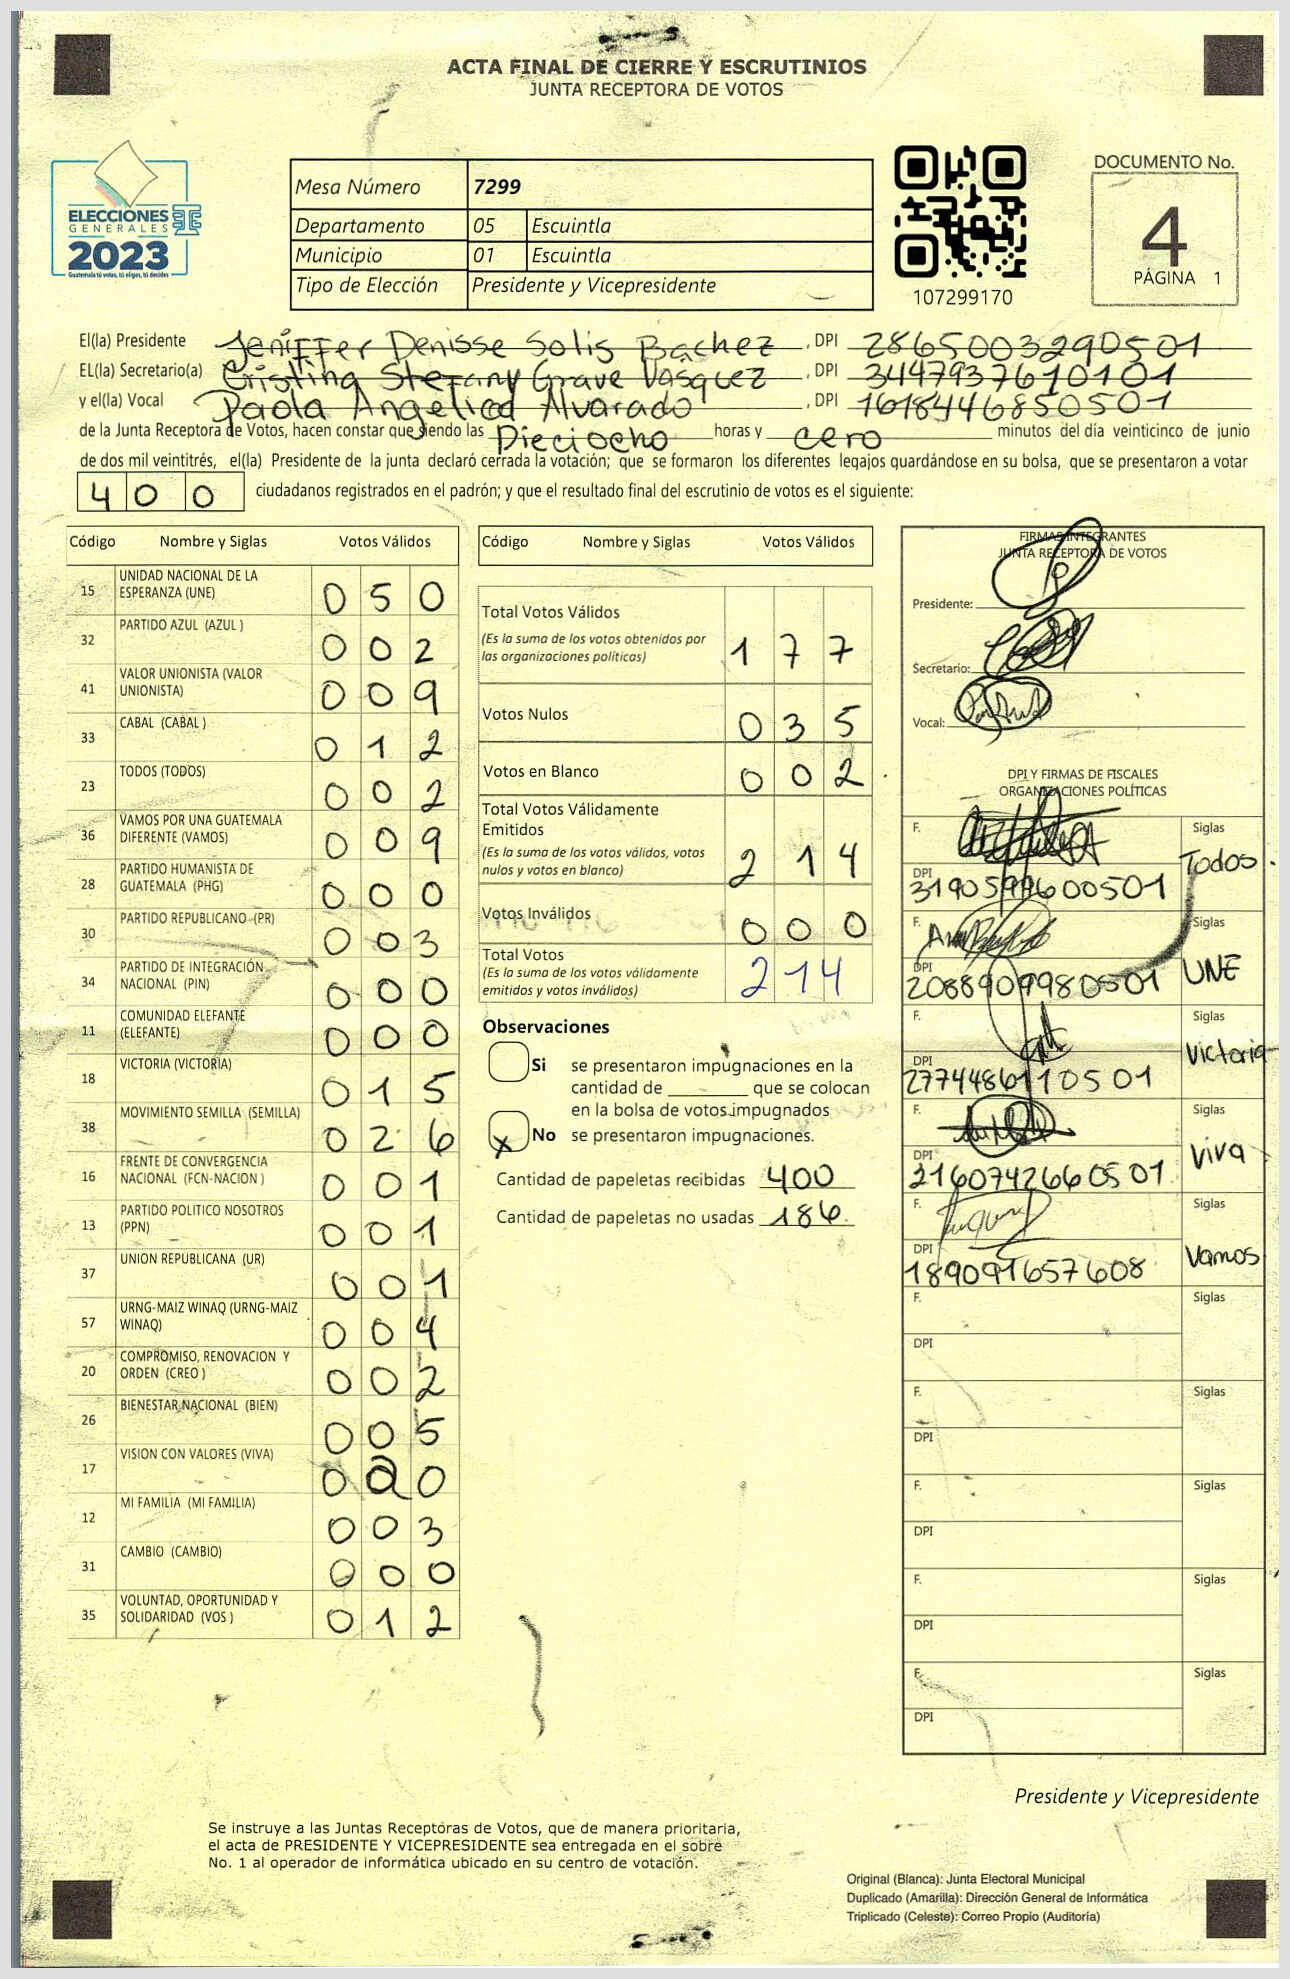 ACTA FINAL DE CIERRE Y ESCRUTINIOS
JUNTA RECEPTORA DE VOTOS
ELECCIONES
GENERALES
2023
Guatemala tú votes, tú eliges, tú decides
Mesa Número 7299
Departamento 05 Escuintla
Municipio 01 Escuintla
Tipo de Elección Presidente y Vicepresidente
107299170
DOCUMENTO No.
4
PÁGINA 1
El(la) Presidente Jeniffer Denisse Solis Bachez , DPI 2865003290501
EL(la) Secretario(a) Cristina Stefany Grave Vasquez , DPI 3447937610101
y el(la) Vocal Paola Angelica Alvarado , DPI 1618446850501
de la Junta Receptora de Votos, hacen constar que siendo las Dieciocho horas y cero minutos del día veinticinco de junio
de dos mil veintitrés, el(la) Presidente de la junta declaró cerrada la votación; que se formaron los diferentes legajos guardándose en su bolsa, que se presentaron a votar
400 ciudadanos registrados en el padrón; y que el resultado final del escrutinio de votos es el siguiente:
Código Nombre y Siglas Votos Válidos
15 UNIDAD NACIONAL DE LA ESPERANZA (UNE) 0 5 0
32 PARTIDO AZUL (AZUL ) 0 0 2
41 VALOR UNIONISTA (VALOR UNIONISTA) 0 0 9
33 CABAL (CABAL ) 0 1 2
23 TODOS (TODOS) 0 0 2
36 VAMOS POR UNA GUATEMALA DIFERENTE (VAMOS) 0 0 9
28 PARTIDO HUMANISTA DE GUATEMALA (PHG) 0 0 0
30 PARTIDO REPUBLICANO (PR) 0 0 3
34 PARTIDO DE INTEGRACIÓN NACIONAL (PIN) 0 0 0
11 COMUNIDAD ELEFANTE (ELEFANTE) 0 0 0
18 VICTORIA (VICTORIA) 0 1 5
38 MOVIMIENTO SEMILLA (SEMILLA) 0 2 6
16 FRENTE DE CONVERGENCIA NACIONAL (FCN-NACION ) 0 0 1
13 PARTIDO POLITICO NOSOTROS (PPN) 0 0 1
37 UNION REPUBLICANA (UR) 0 0 1
57 URNG-MAIZ WINAQ (URNG-MAIZ WINAQ) 0 0 4
20 COMPROMISO, RENOVACION Y ORDEN (CREO ) 0 0 2
26 BIENESTAR NACIONAL (BIEN) 0 0 5
17 VISION CON VALORES (VIVA) 0 2 0
12 MI FAMILIA (MI FAMILIA) 0 0 3
31 CAMBIO (CAMBIO) 0 0 0
35 VOLUNTAD, OPORTUNIDAD Y SOLIDARIDAD (VOS ) 0 1 2
Código Nombre y Siglas Votos Válidos
Total Votos Válidos
(Es la suma de los votos obtenidos por
las organizaciones políticas) 1 7 7
Votos Nulos 0 3 5
Votos en Blanco 0 0 2
Total Votos Válidamente
Emitidos
(Es la suma de los votos válidos, votos
nulos y votos en blanco) 2 1 4
Votos Inválidos 0 0 0
Total Votos
(Es la suma de los votos válidamente
emitidos y votos inválidos) 2 1 4
Observaciones
Si se presentaron impugnaciones en la
cantidad de ________ que se colocan
en la bolsa de votos impugnados
x No se presentaron impugnaciones.
Cantidad de papeletas recibidas 400
Cantidad de papeletas no usadas 186
FIRMAS INTEGRANTES
JUNTA RECEPTORA DE VOTOS
Presidente:
Secretario:
Vocal:
DPI Y FIRMAS DE FISCALES
ORGANIZACIONES POLÍTICAS
F. Siglas Todos
DPI 3190599600501
F. Siglas UNE
DPI 2088909980501
F. Siglas Victoria
DPI 2774486110501
F. Siglas Viva
DPI 2160742660501
F. Siglas Vamos
DPI 189091657608
F. Siglas
DPI
F. Siglas
DPI
F. Siglas
DPI
F. Siglas
DPI
F. Siglas
DPI
Presidente y Vicepresidente
Se instruye a las Juntas Receptóras de Votos, que de manera prioritaria,
el acta de PRESIDENTE Y VICEPRESIDENTE sea entregada en el sobre
No. 1 al operador de informática ubicado en su centro de votación.
Original (Blanca): Junta Electoral Municipal
Duplicado (Amarilla): Dirección General de Informática
Triplicado (Celeste): Correo Propio (Auditoría)